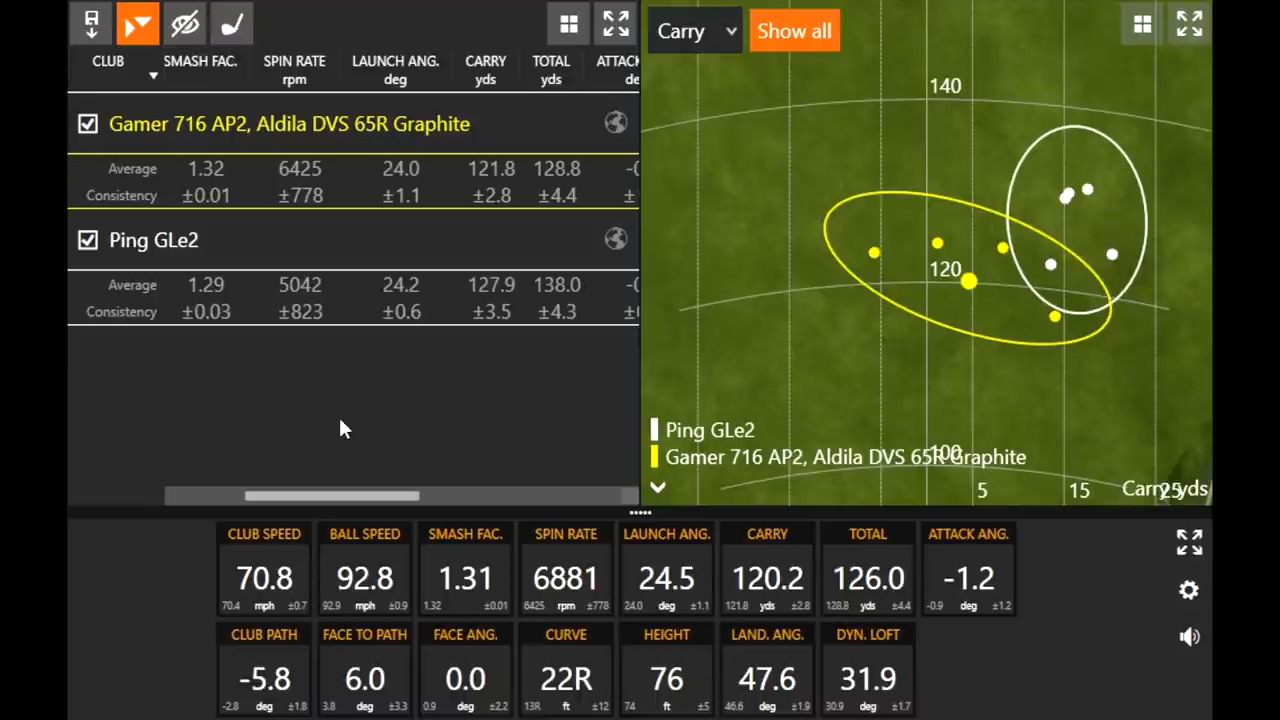 CLUB SMASH FAC. SPIN RATE LAUNCH ANG. CARRY TOTAL ATTACK
rpm deg yds yds de
Gamer 716 AP2, Aldila DVS 65R Graphite
Average 1.32 6425 24.0 121.8 128.8 -0
Consistency ±0.01 ±778 ±1.1 ±2.8 ±4.4 ±
Ping GLe2
Average 1.29 5042 24.2 127.9 138.0 -0
Consistency ±0.03 ±823 ±0.6 ±3.5 ±4.3 ±
Carry Show all
140
120
100
Ping GLe2
Gamer 716 AP2, Aldila DVS 65R Graphite
5 15 25
Carry yds
CLUB SPEED BALL SPEED SMASH FAC. SPIN RATE LAUNCH ANG. CARRY TOTAL ATTACK ANG.
70.8 92.8 1.31 6881 24.5 120.2 126.0 -1.2
70.4 mph ±0.7 92.9 mph ±0.9 1.32 ±0.01 6425 rpm ±778 24.0 deg ±1.1 121.8 yds ±2.8 128.8 yds ±4.4 -0.9 deg ±1.2
CLUB PATH FACE TO PATH FACE ANG. CURVE HEIGHT LAND. ANG. DYN. LOFT
-5.8 6.0 0.0 22R 76 47.6 31.9
-2.8 deg ±1.8 3.8 deg ±3.3 0.9 deg ±2.2 13R ft ±12 74 ft ±5 46.6 deg ±1.9 30.9 deg ±1.7